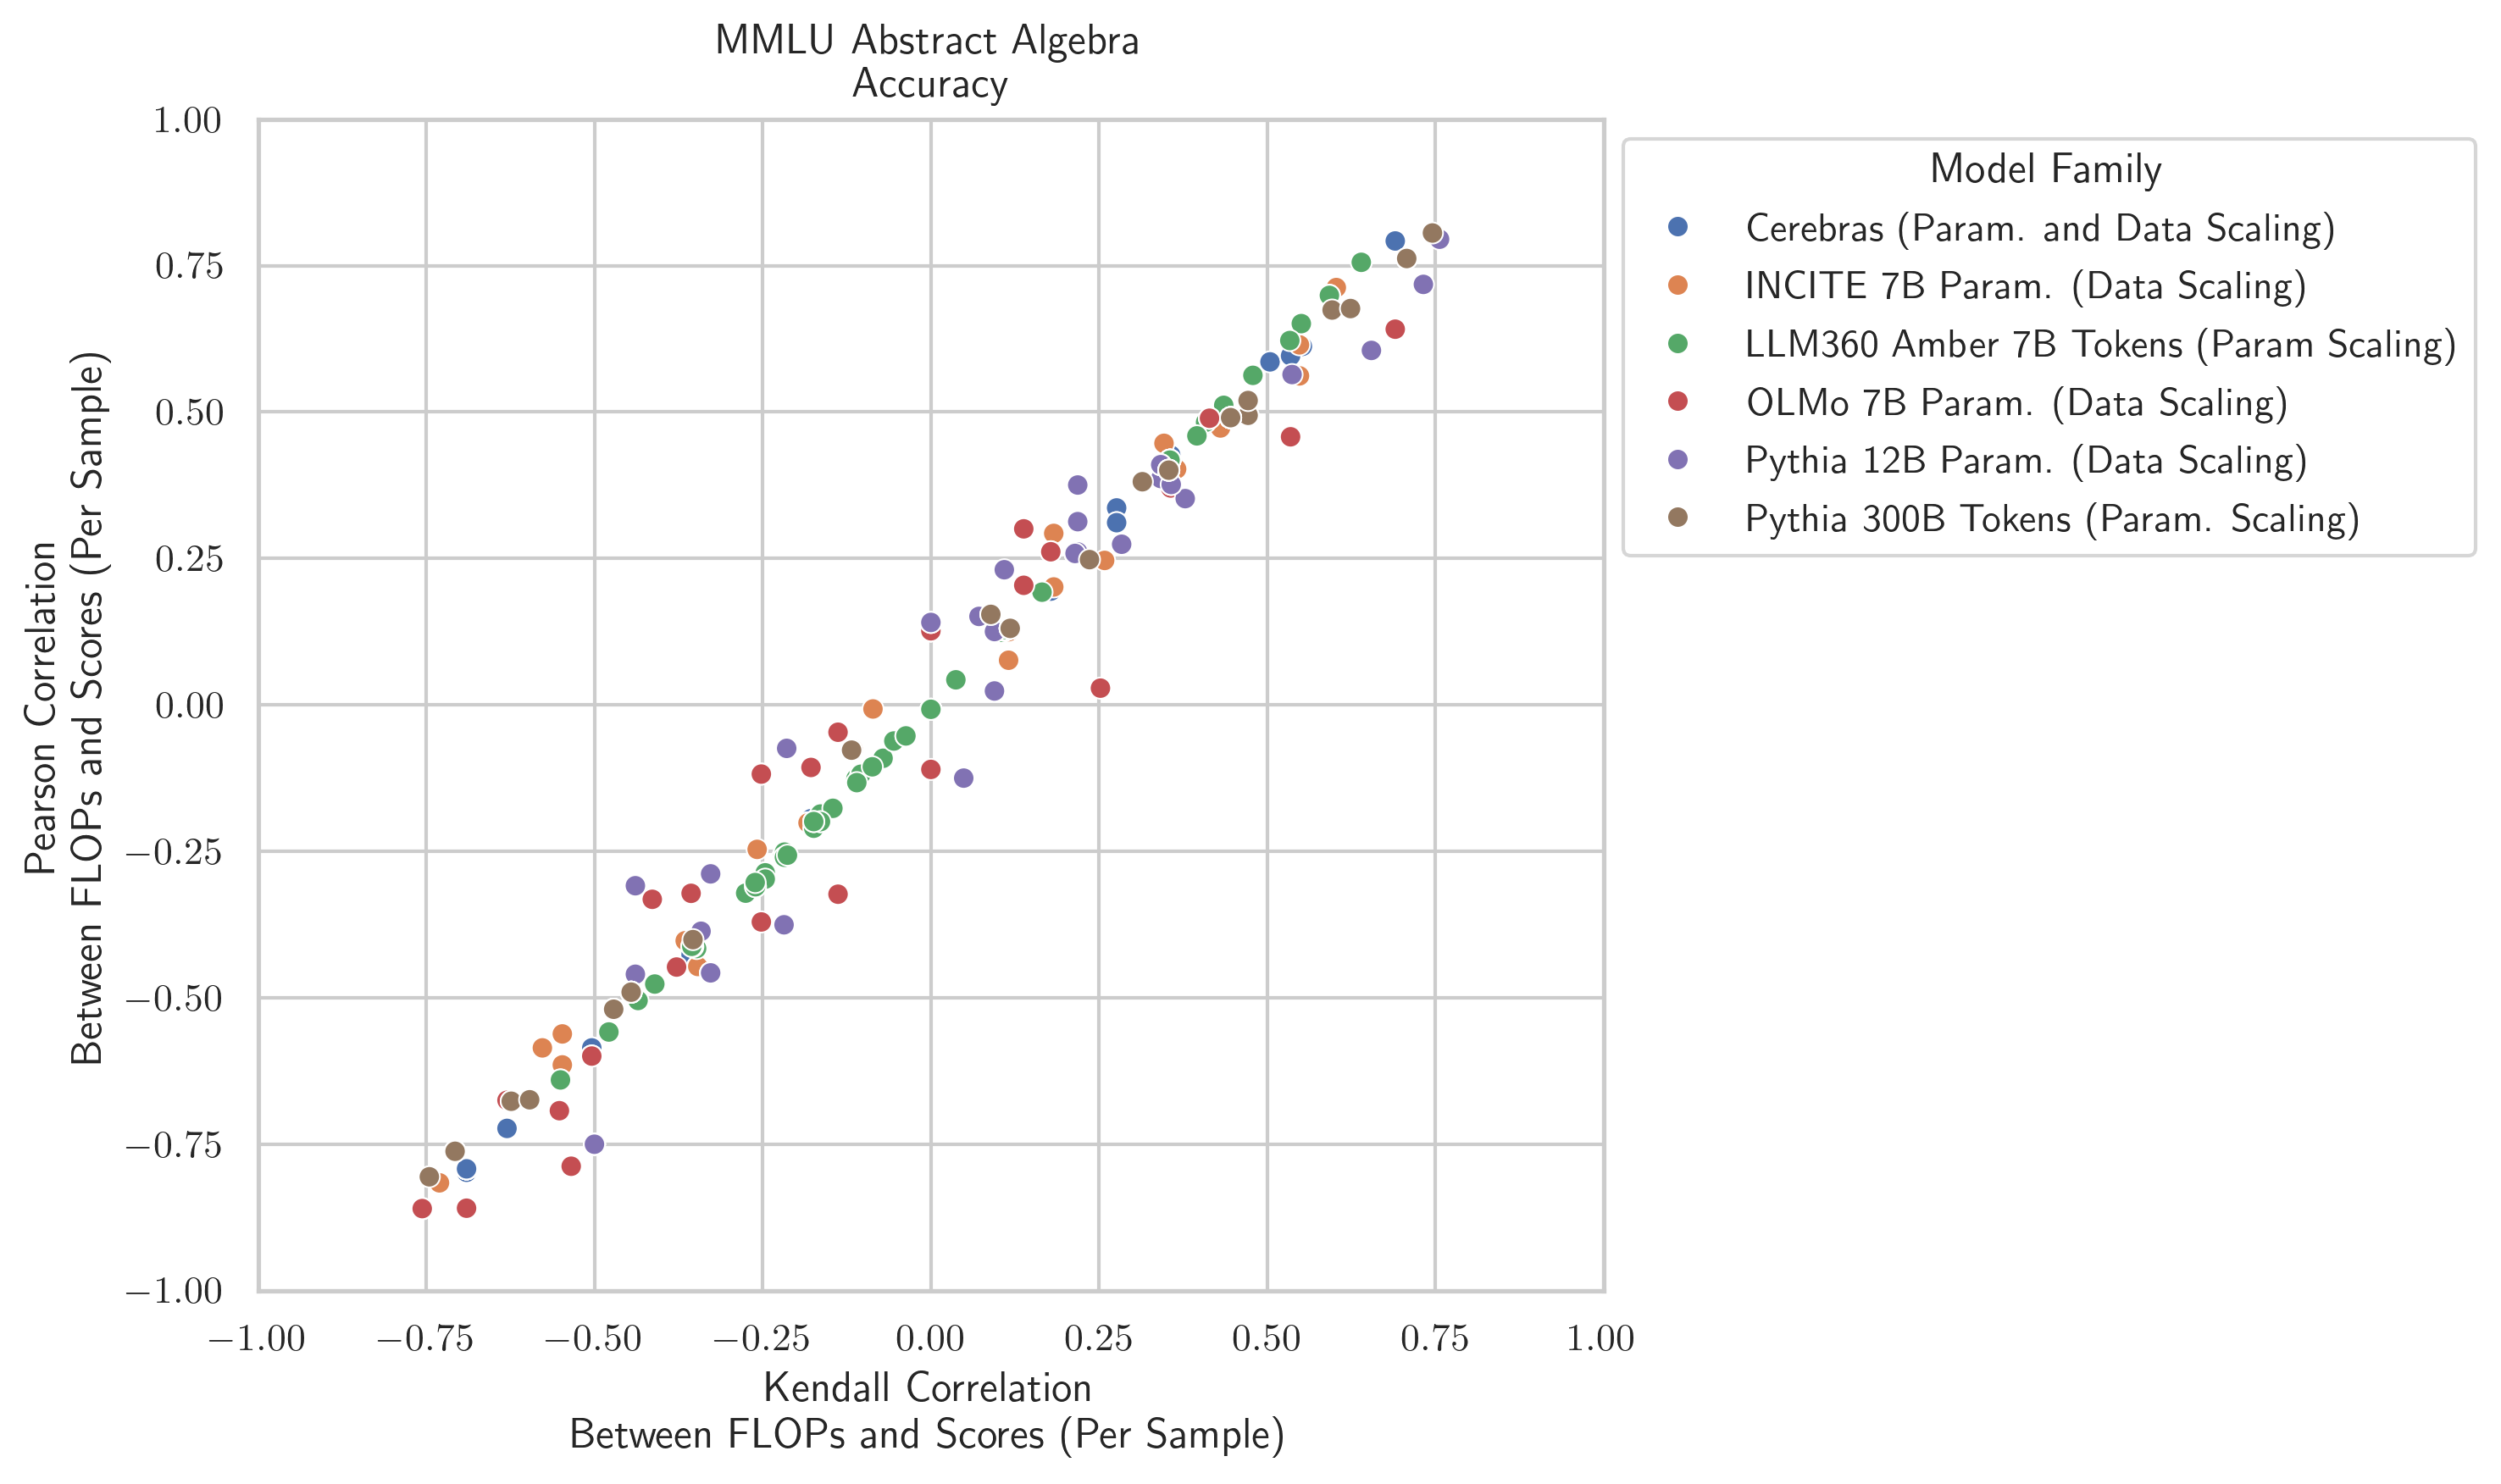 MMLU Abstract Algebra
Accuracy
1.00
0.75
0.50
0.25
0.00
−0.25
−0.50
−0.75
−1.00
Pearson Correlation
Between FLOPs and Scores (Per Sample)
−1.00
−0.75
−0.50
−0.25
0.00
0.25
0.50
0.75
1.00
Kendall Correlation
Between FLOPs and Scores (Per Sample)
Model Family
Cerebras (Param. and Data Scaling)
INCITE 7B Param. (Data Scaling)
LLM360 Amber 7B Tokens (Param Scaling)
OLMo 7B Param. (Data Scaling)
Pythia 12B Param. (Data Scaling)
Pythia 300B Tokens (Param. Scaling)